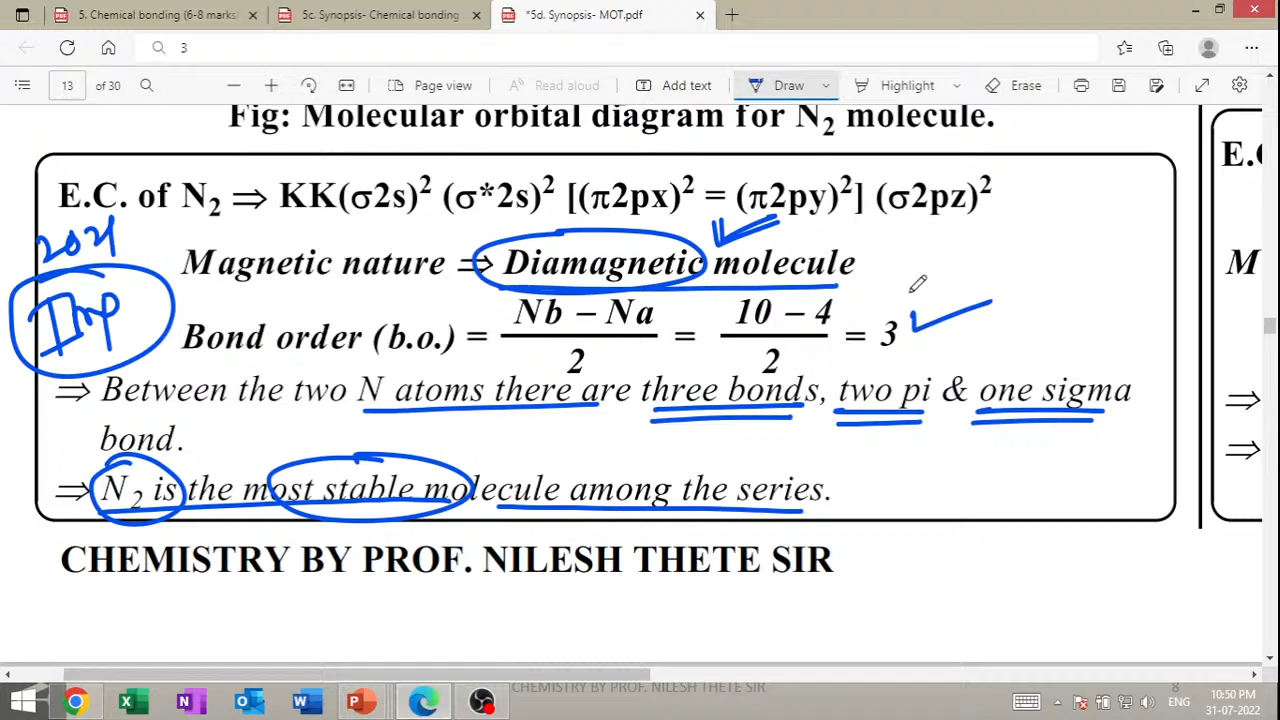 5. Chemical bonding (6-8 marks
5c. Synopsis- Chemical bonding
*5d. Synopsis- MOT.pdf
3
13 of 30
Page view
Read aloud
Add text
Draw
Highlight
Erase
Fig: Molecular orbital diagram for N₂ molecule.
E.C. of N₂ ⇒ KK(σ2s)² (σ*2s)² [(π2px)² = (π2py)²] (σ2pz)²
E.C
2021
Magnetic nature ⇒ Diamagnetic molecule
M
Imp
Bond order (b.o.) = Nb – Na / 2 = 10 – 4 / 2 = 3
⇒ Between the two N atoms there are three bonds, two pi & one sigma
⇒
bond.
⇒
⇒ N₂ is the most stable molecule among the series.
CHEMISTRY BY PROF. NILESH THETE SIR
CHEMISTRY BY PROF. NILESH THETE SIR
8
ENG
10:50 PM
31-07-2022